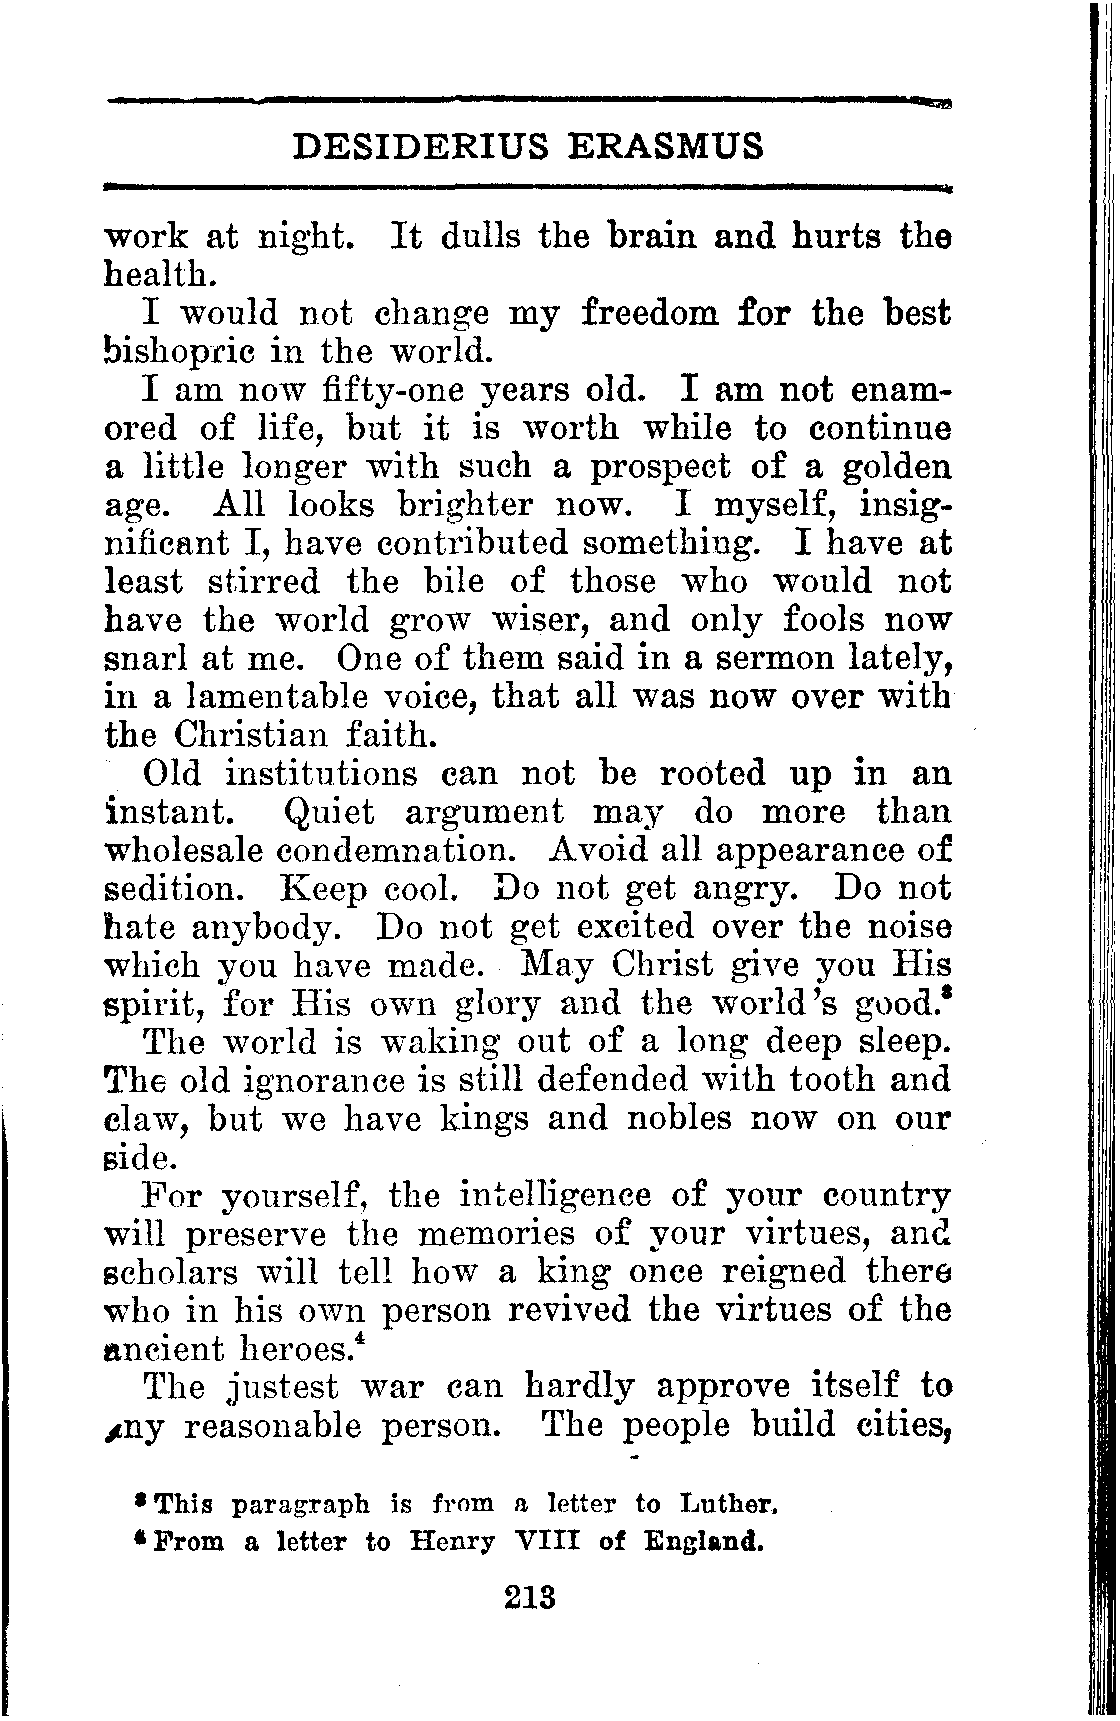 DESIDERIUS ERASMUS
work at night. It dulls the brain and hurts the
health.
I would not change my freedom for the best
bishopric in the world.
I am now fifty-one years old. I am not enam-
ored of life, but it is worth while to continue
a little longer with such a prospect of a golden
age. All looks brighter now. I myself, insig-
nificant I, have contributed something. I have at
least stirred the bile of those who would not
have the world grow wiser, and only fools now
snarl at me. One of them said in a sermon lately,
in a lamentable voice, that all was now over with
the Christian faith.
Old institutions can not be rooted up in an
instant. Quiet argument may do more than
wholesale condemnation. Avoid all appearance of
sedition. Keep cool. Do not get angry. Do not
hate anybody. Do not get excited over the noise
which you have made. May Christ give you His
spirit, for His own glory and the world's good.³
The world is waking out of a long deep sleep.
The old ignorance is still defended with tooth and
claw, but we have kings and nobles now on our
side.
For yourself, the intelligence of your country
will preserve the memories of your virtues, and
scholars will tell how a king once reigned there
who in his own person revived the virtues of the
ancient heroes.⁴
The justest war can hardly approve itself to
any reasonable person. The people build cities,
³ This paragraph is from a letter to Luther.
⁴ From a letter to Henry VIII of England.
213